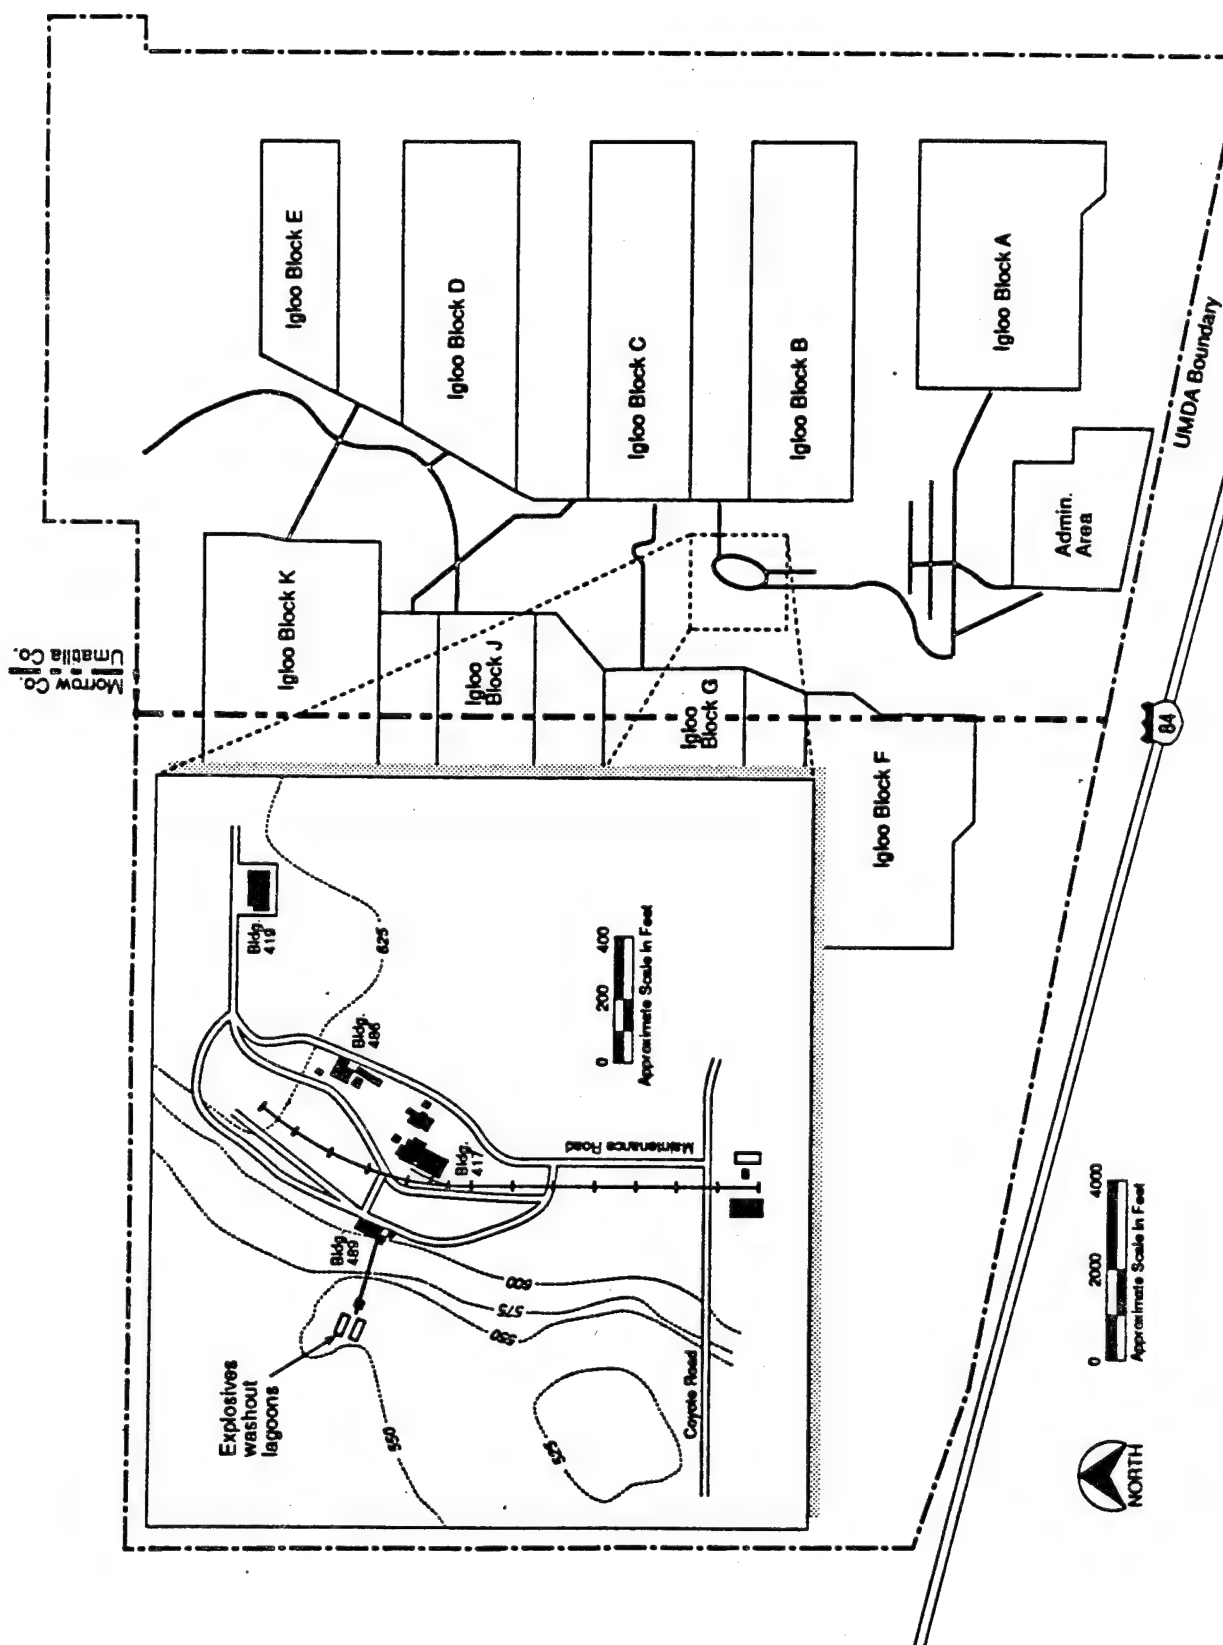 Morrow Co.
Umatilla Co.
Igloo Block E
Igloo Block D
Igloo Block C
Igloo Block B
Igloo Block A
Igloo Block K
Igloo
Block J
Igloo
Block G
Igloo Block F
Admin.
Area
UMDA Boundary
84
Explosives
washout
lagoons
Bldg.
489
Bldg.
417
Bldg.
486
Bldg.
419
625
600
575
550
550
525
Maintenance Road
Coyote Road
0 200 400
Approximate Scale in Feet
0 2000 4000
Approximate Scale in Feet
NORTH